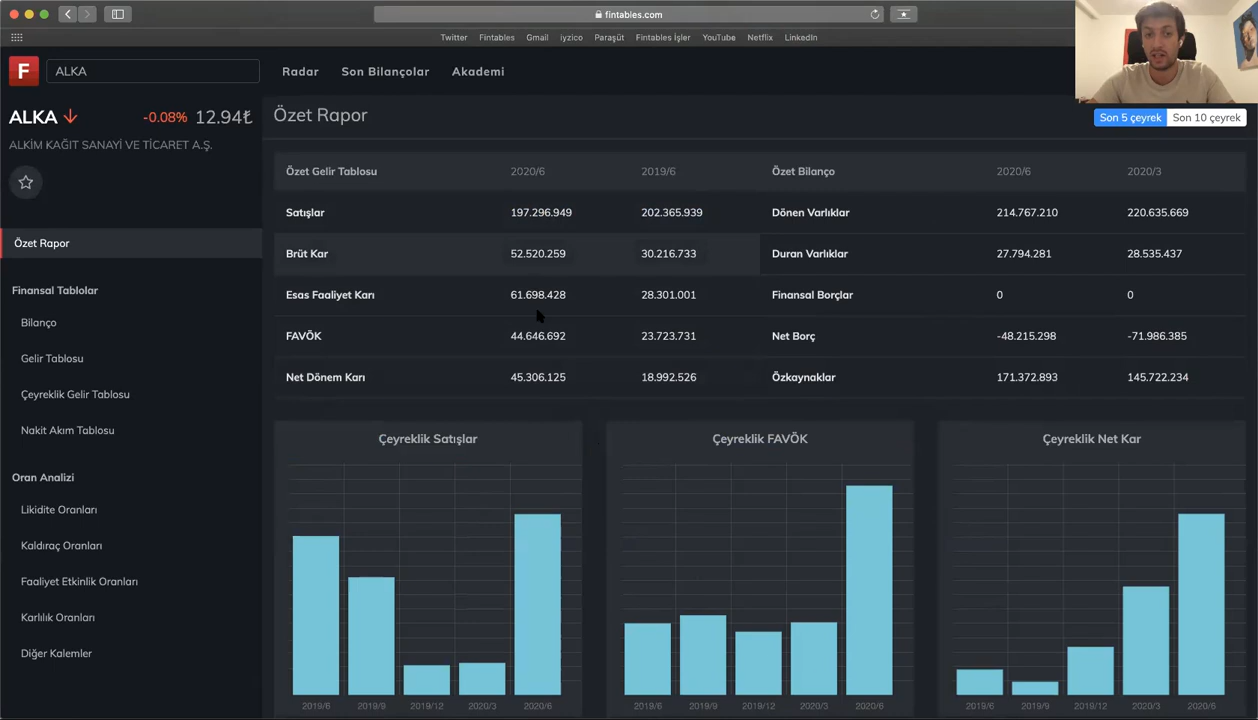 fintables.com
Twitter Fintables Gmail iyzico Paraşüt Fintables İşler YouTube Netflix LinkedIn
F ALKA Radar Son Bilançolar Akademi
ALKA -0.08% 12.94₺
ALKİM KAĞIT SANAYİ VE TİCARET A.Ş.
Özet Rapor
Finansal Tablolar
Bilanço
Gelir Tablosu
Çeyreklik Gelir Tablosu
Nakit Akım Tablosu
Oran Analizi
Likidite Oranları
Kaldıraç Oranları
Faaliyet Etkinlik Oranları
Karlılık Oranları
Diğer Kalemler
Özet Rapor Son 5 çeyrek Son 10 çeyrek
Özet Gelir Tablosu 2020/6 2019/6 Özet Bilanço 2020/6 2020/3
Satışlar 197.296.949 202.365.939 Dönen Varlıklar 214.767.210 220.635.669
Brüt Kar 52.520.259 30.216.733 Duran Varlıklar 27.794.281 28.535.437
Esas Faaliyet Karı 61.698.428 28.301.001 Finansal Borçlar 0 0
FAVÖK 44.646.692 23.723.731 Net Borç -48.215.298 -71.986.385
Net Dönem Karı 45.306.125 18.992.526 Özkaynaklar 171.372.893 145.722.234
Çeyreklik Satışlar Çeyreklik FAVÖK Çeyreklik Net Kar
2019/6 2019/9 2019/12 2020/3 2020/6 2019/6 2019/9 2019/12 2020/3 2020/6 2019/6 2019/9 2019/12 2020/3 2020/6